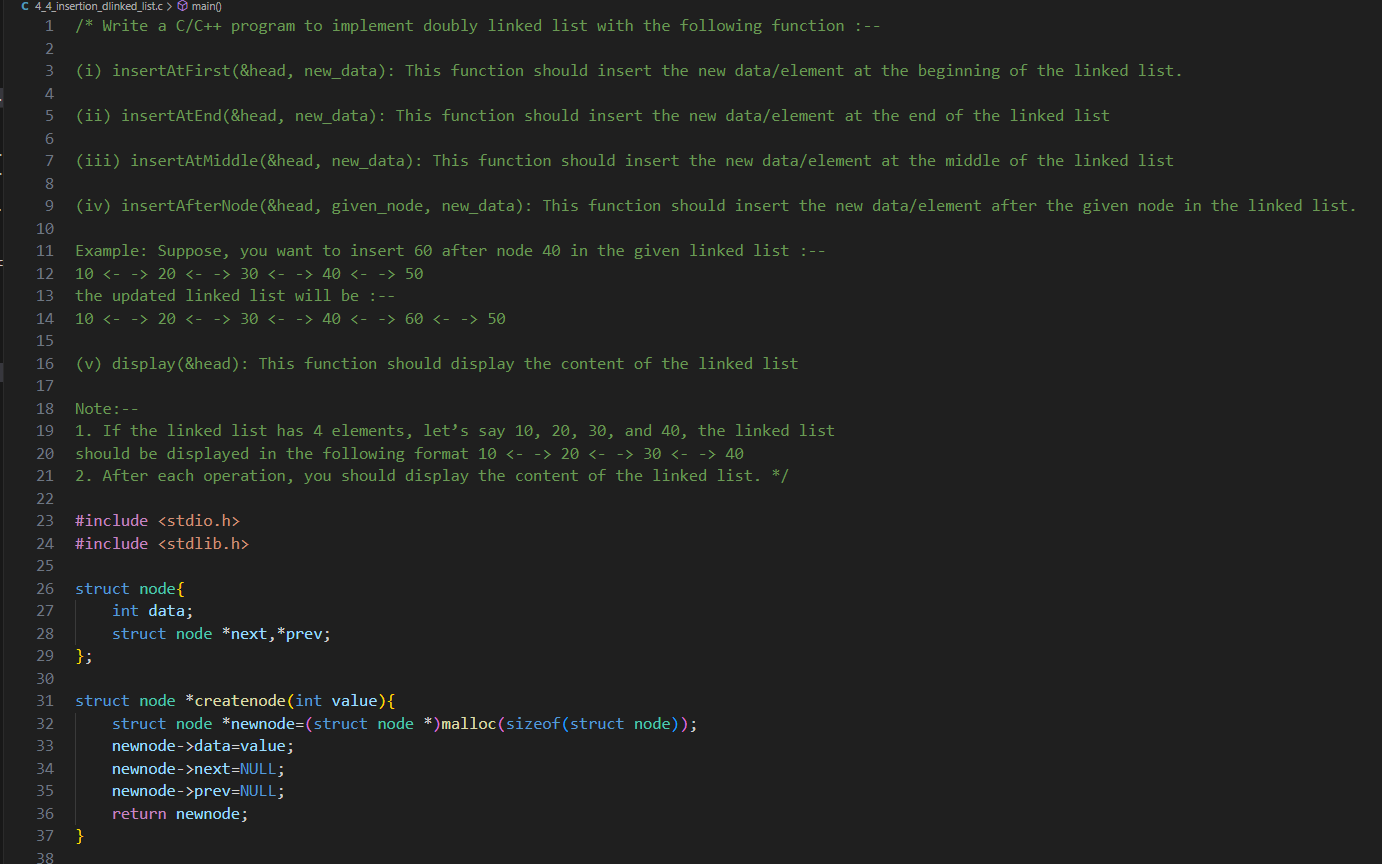 C 4_4_insertion_dlinked_list.c > main()
1 /* Write a C/C++ program to implement doubly linked list with the following function :--
2
3 (i) insertAtFirst(&head, new_data): This function should insert the new data/element at the beginning of the linked list.
4
5 (ii) insertAtEnd(&head, new_data): This function should insert the new data/element at the end of the linked list
6
7 (iii) insertAtMiddle(&head, new_data): This function should insert the new data/element at the middle of the linked list
8
9 (iv) insertAfterNode(&head, given_node, new_data): This function should insert the new data/element after the given node in the linked list.
10
11 Example: Suppose, you want to insert 60 after node 40 in the given linked list :--
12 10 <- -> 20 <- -> 30 <- -> 40 <- -> 50
13 the updated linked list will be :--
14 10 <- -> 20 <- -> 30 <- -> 40 <- -> 60 <- -> 50
15
16 (v) display(&head): This function should display the content of the linked list
17
18 Note:--
19 1. If the linked list has 4 elements, let’s say 10, 20, 30, and 40, the linked list
20 should be displayed in the following format 10 <- -> 20 <- -> 30 <- -> 40
21 2. After each operation, you should display the content of the linked list. */
22
23 #include <stdio.h>
24 #include <stdlib.h>
25
26 struct node{
27     int data;
28     struct node *next,*prev;
29 };
30
31 struct node *createnode(int value){
32     struct node *newnode=(struct node *)malloc(sizeof(struct node));
33     newnode->data=value;
34     newnode->next=NULL;
35     newnode->prev=NULL;
36     return newnode;
37 }
38